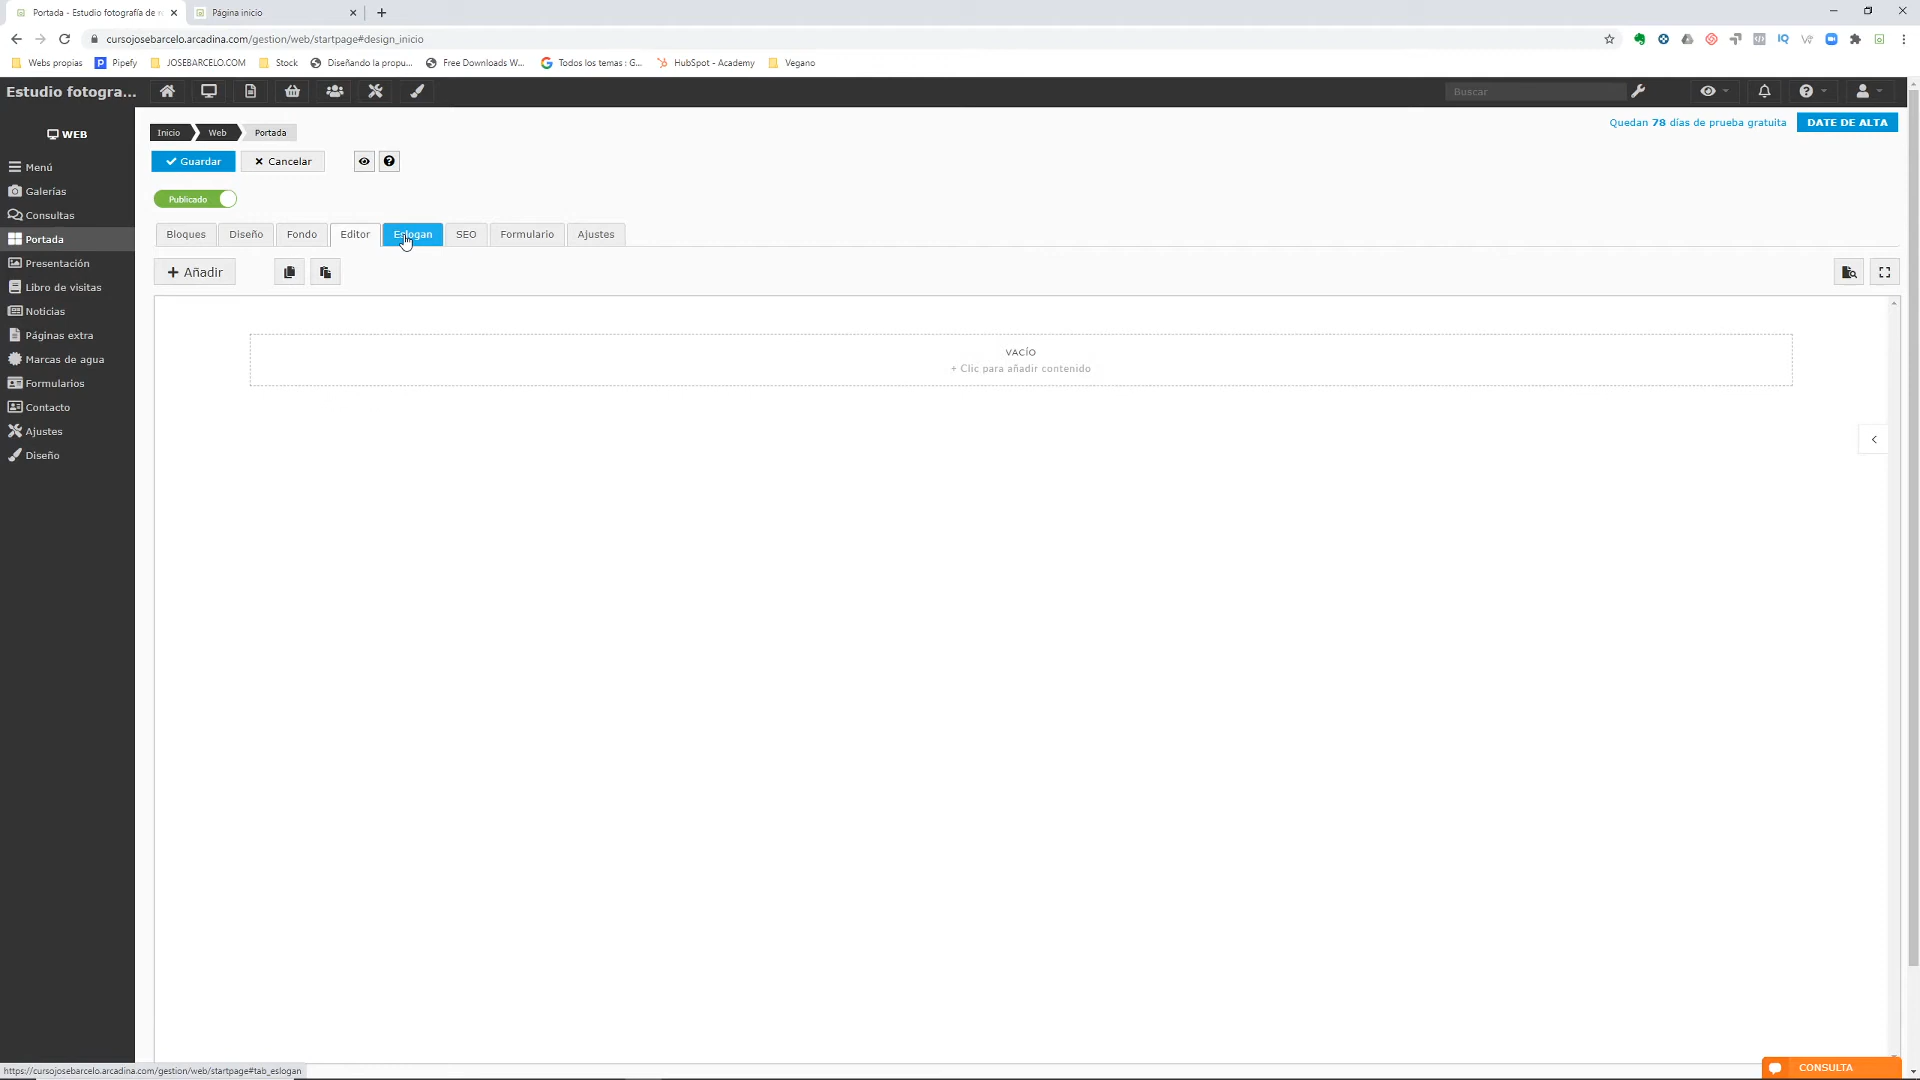 Portada - Estudio fotografía de r
Página inicio
cursojosebarcelo.arcadina.com/gestion/web/startpage#design_inicio
Webs propias
Pipefy
JOSEBARCELO.COM
Stock
Diseñando la propu...
Free Downloads W...
Todos los temas : G...
HubSpot - Academy
Vegano
Estudio fotogra...
Buscar
WEB
Inicio
Web
Portada
Quedan 78 días de prueba gratuita
DATE DE ALTA
Guardar
Cancelar
Publicado
Menú
Galerías
Consultas
Portada
Presentación
Libro de visitas
Noticias
Páginas extra
Marcas de agua
Formularios
Contacto
Ajustes
Diseño
Bloques
Diseño
Fondo
Editor
Eslogan
SEO
Formulario
Ajustes
+ Añadir
VACÍO
+ Clic para añadir contenido
https://cursojosebarcelo.arcadina.com/gestion/web/startpage#tab_eslogan
CONSULTA